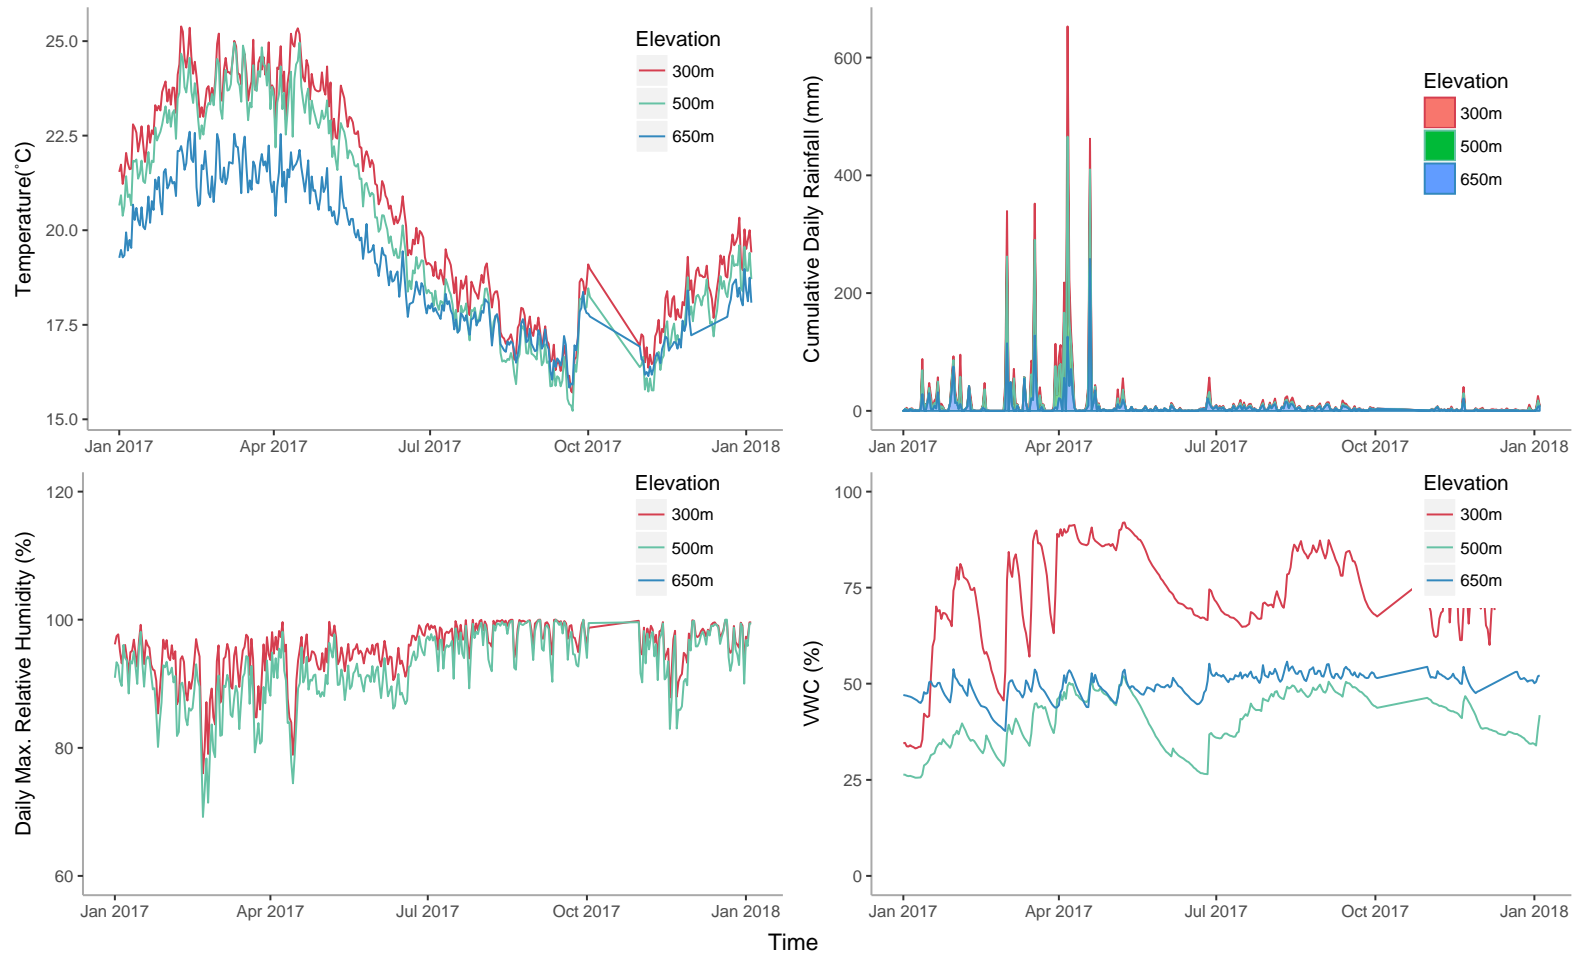 Temperature(°C)
25.0
22.5
20.0
17.5
15.0
Jan 2017 Apr 2017 Jul 2017 Oct 2017 Jan 2018
Elevation
300m
500m
650m
Cumulative Daily Rainfall (mm)
600
400
200
0
Jan 2017 Apr 2017 Jul 2017 Oct 2017 Jan 2018
Elevation
300m
500m
650m
Daily Max. Relative Humidity (%)
120
100
80
60
Jan 2017 Apr 2017 Jul 2017 Oct 2017 Jan 2018
Elevation
300m
500m
650m
VWC (%)
100
75
50
25
0
Jan 2017 Apr 2017 Jul 2017 Oct 2017 Jan 2018
Elevation
300m
500m
650m
Time